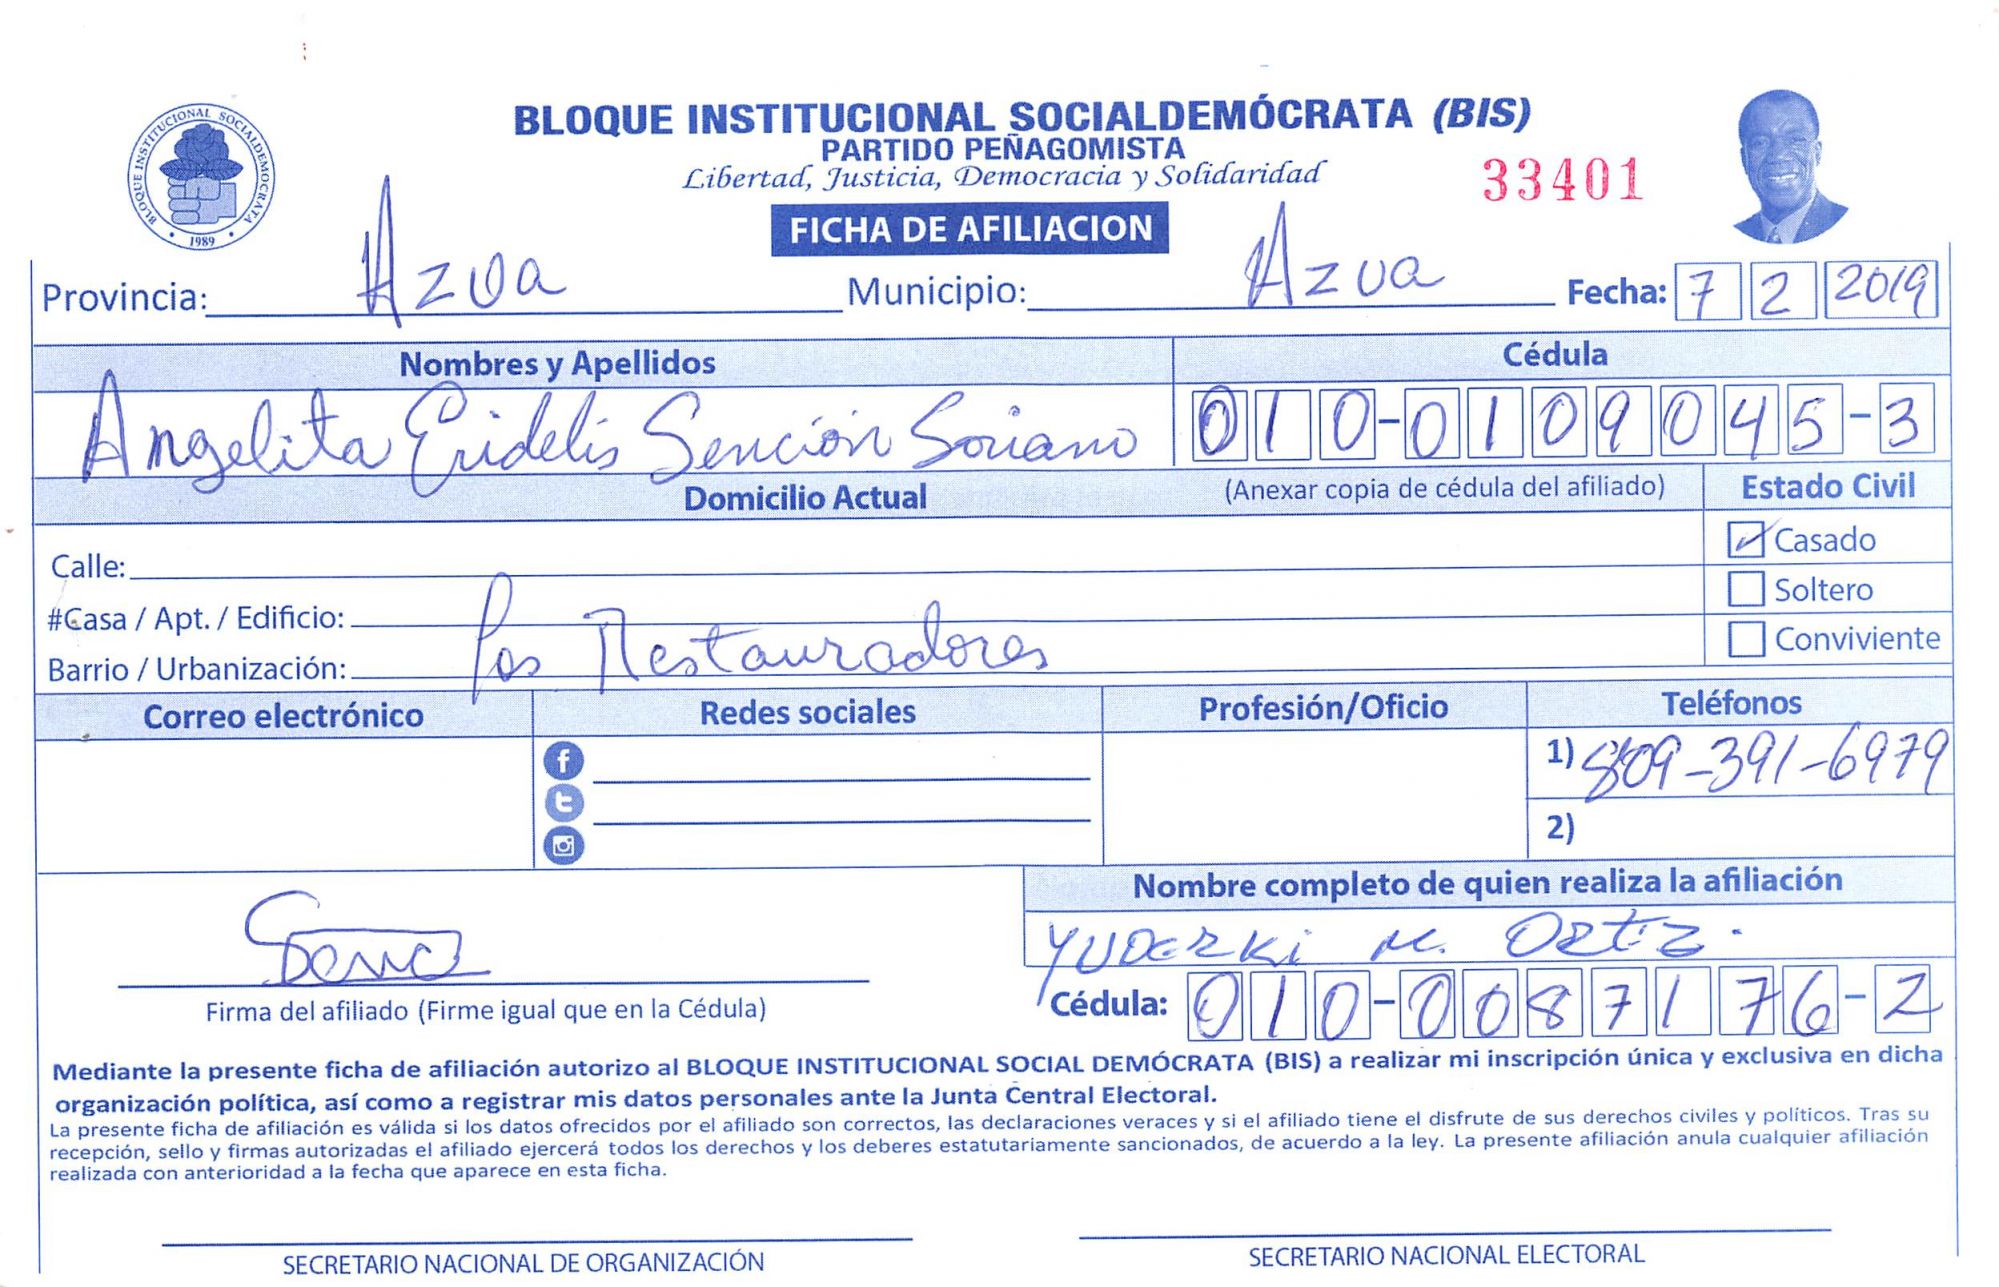 BLOQUE INSTITUCIONAL SOCIALDEMÓCRATA
1989
BLOQUE INSTITUCIONAL SOCIALDEMÓCRATA (BIS)
PARTIDO PEÑAGOMISTA
Libertad, Justicia, Democracia y Solidaridad
33401
FICHA DE AFILIACION
Provincia: Azua Municipio: Azua Fecha: 7 2 2019
Nombres y Apellidos Cédula
Angelita Eridelis Sención Soriano 010-0109045-3
Domicilio Actual (Anexar copia de cédula del afiliado) Estado Civil
Calle: Casado
#Casa / Apt. / Edificio: Soltero
Barrio / Urbanización: Los Restauradores Conviviente
Correo electrónico Redes sociales Profesión/Oficio Teléfonos
1) 809-391-6979
2)
Nombre completo de quien realiza la afiliación
YUDERKi M. ORTiz.
Firma del afiliado (Firme igual que en la Cédula) Cédula: 010-0087176-2
Mediante la presente ficha de afiliación autorizo al BLOQUE INSTITUCIONAL SOCIAL DEMÓCRATA (BIS) a realizar mi inscripción única y exclusiva en dicha
organización política, así como a registrar mis datos personales ante la Junta Central Electoral.
La presente ficha de afiliación es válida si los datos ofrecidos por el afiliado son correctos, las declaraciones veraces y si el afiliado tiene el disfrute de sus derechos civiles y políticos. Tras su
recepción, sello y firmas autorizadas el afiliado ejercerá todos los derechos y los deberes estatutariamente sancionados, de acuerdo a la ley. La presente afiliación anula cualquier afiliación
realizada con anterioridad a la fecha que aparece en esta ficha.
SECRETARIO NACIONAL DE ORGANIZACIÓN SECRETARIO NACIONAL ELECTORAL